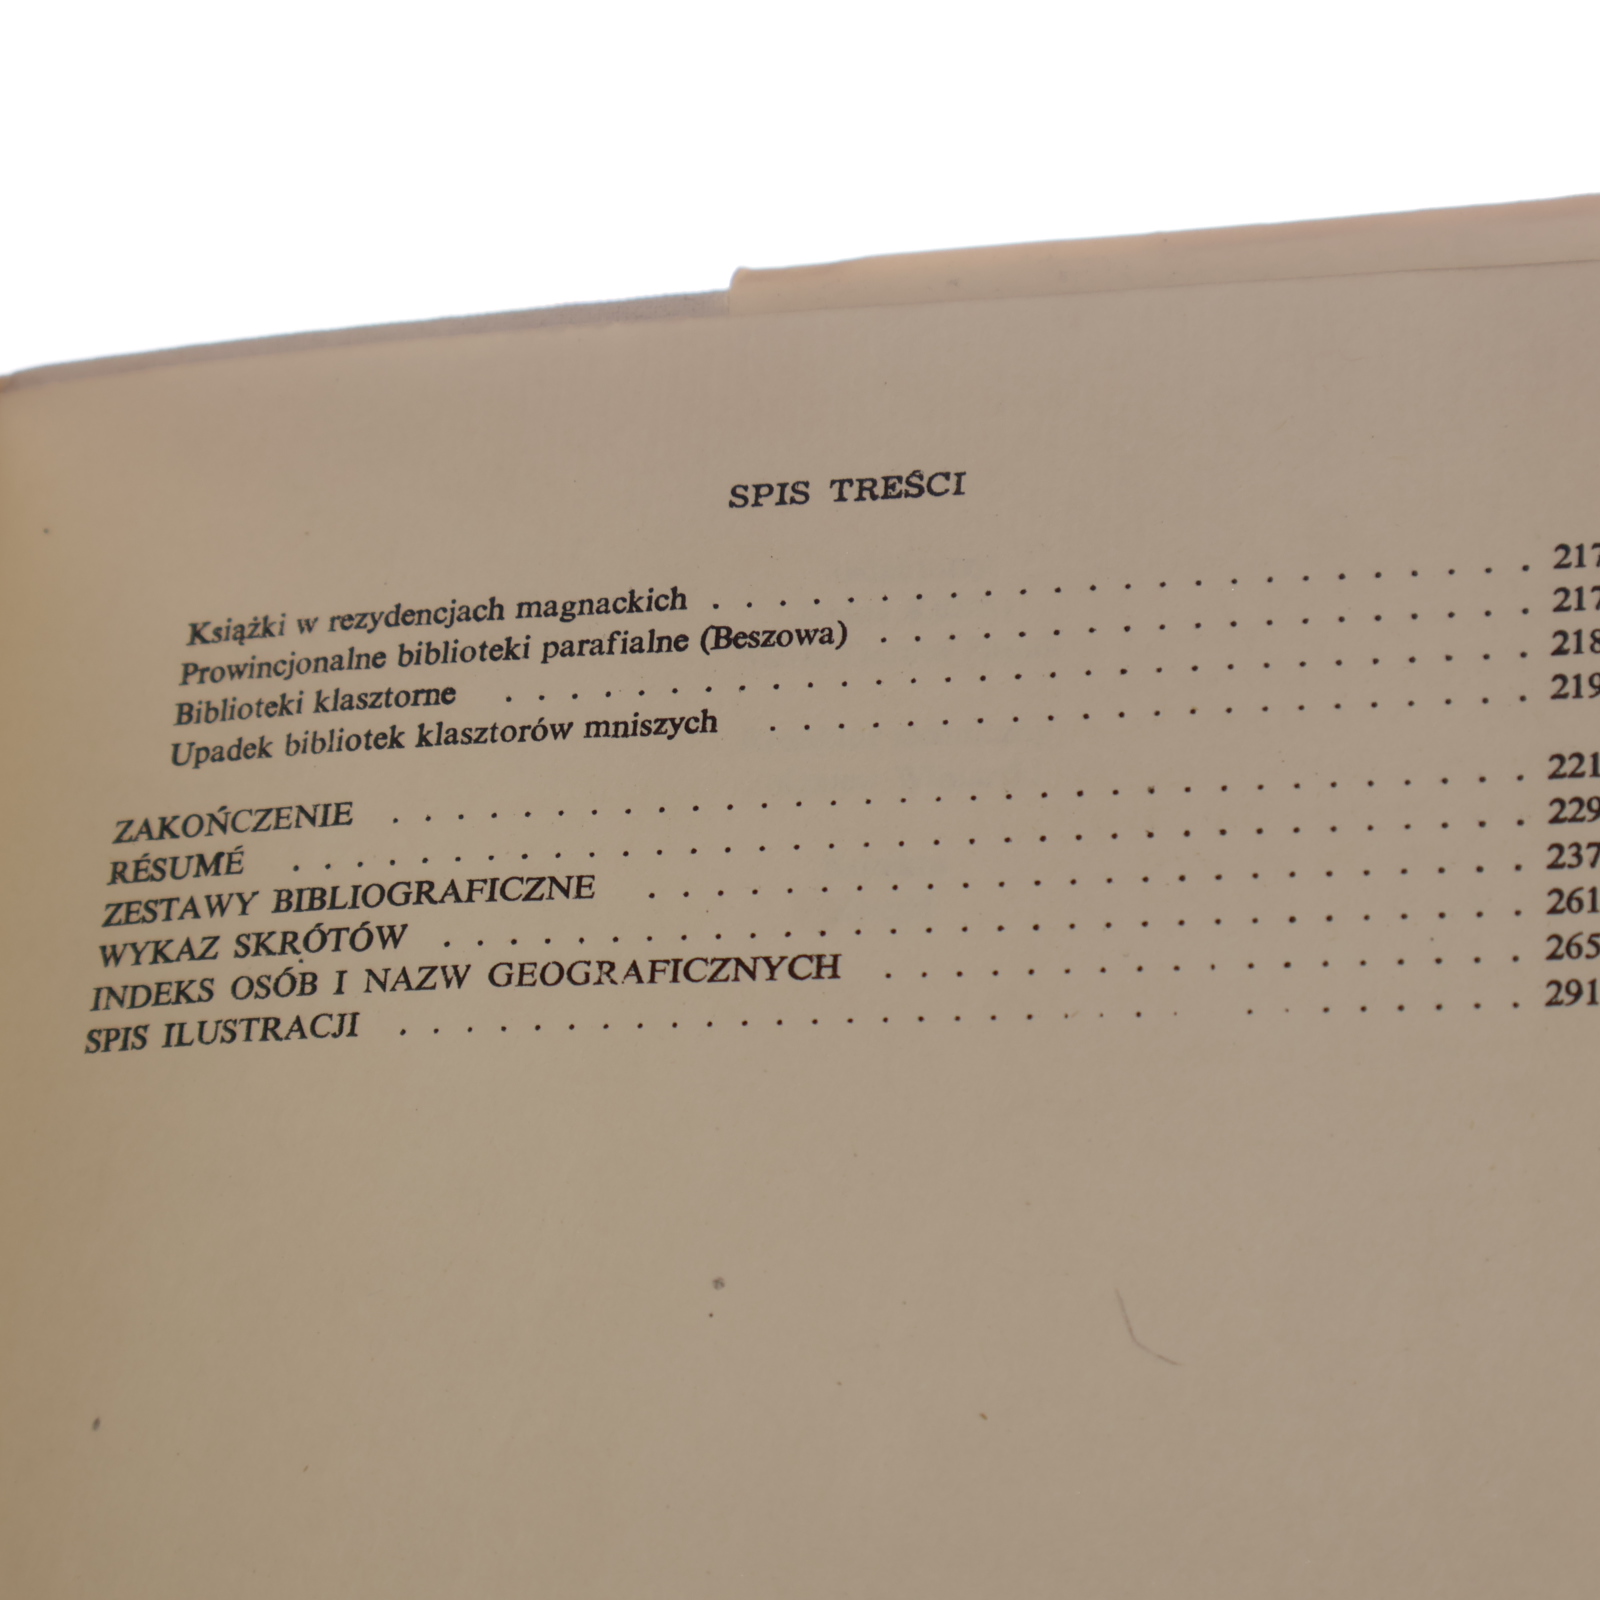 SPIS TREŚCI
Książki w rezydencjach magnackich . . . . . . . . . . . . . . . . . . . . . . . . . 217
Prowincjonalne biblioteki parafialne (Beszowa) . . . . . . . . . . . . . . . . . . . 217
Biblioteki klasztorne . . . . . . . . . . . . . . . . . . . . . . . . . . . . . . 218
Upadek bibliotek klasztorów mniszych . . . . . . . . . . . . . . . . . . . . . . 219
ZAKOŃCZENIE . . . . . . . . . . . . . . . . . . . . . . . . . . . . . . . . . 221
RÉSUMÉ . . . . . . . . . . . . . . . . . . . . . . . . . . . . . . . . . . . . 229
ZESTAWY BIBLIOGRAFICZNE . . . . . . . . . . . . . . . . . . . . . . . . . . 237
WYKAZ SKRÓTÓW . . . . . . . . . . . . . . . . . . . . . . . . . . . . . . . . 261
INDEKS OSÓB I NAZW GEOGRAFICZNYCH . . . . . . . . . . . . . . . . . . . 265
SPIS ILUSTRACJI . . . . . . . . . . . . . . . . . . . . . . . . . . . . . . . . 291